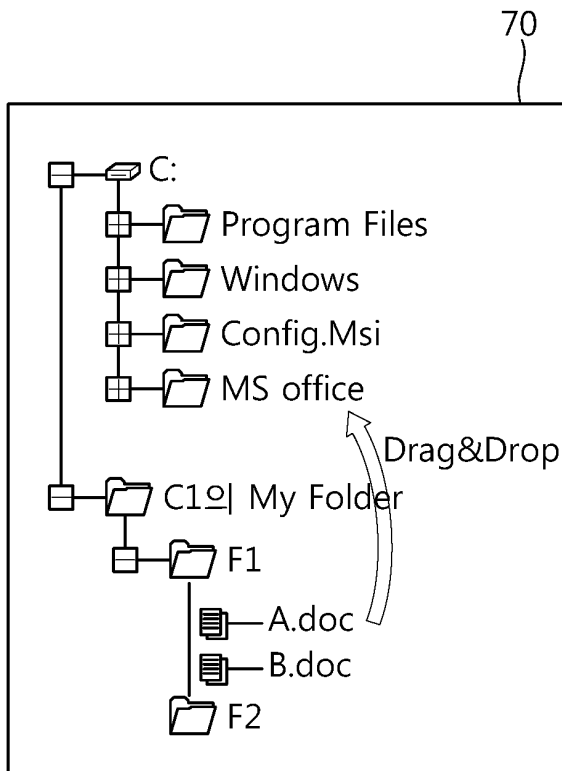 70
C:
Program Files
Windows
Config.Msi
MS office
Drag&Drop
C1의 My Folder
F1
A.doc
B.doc
F2